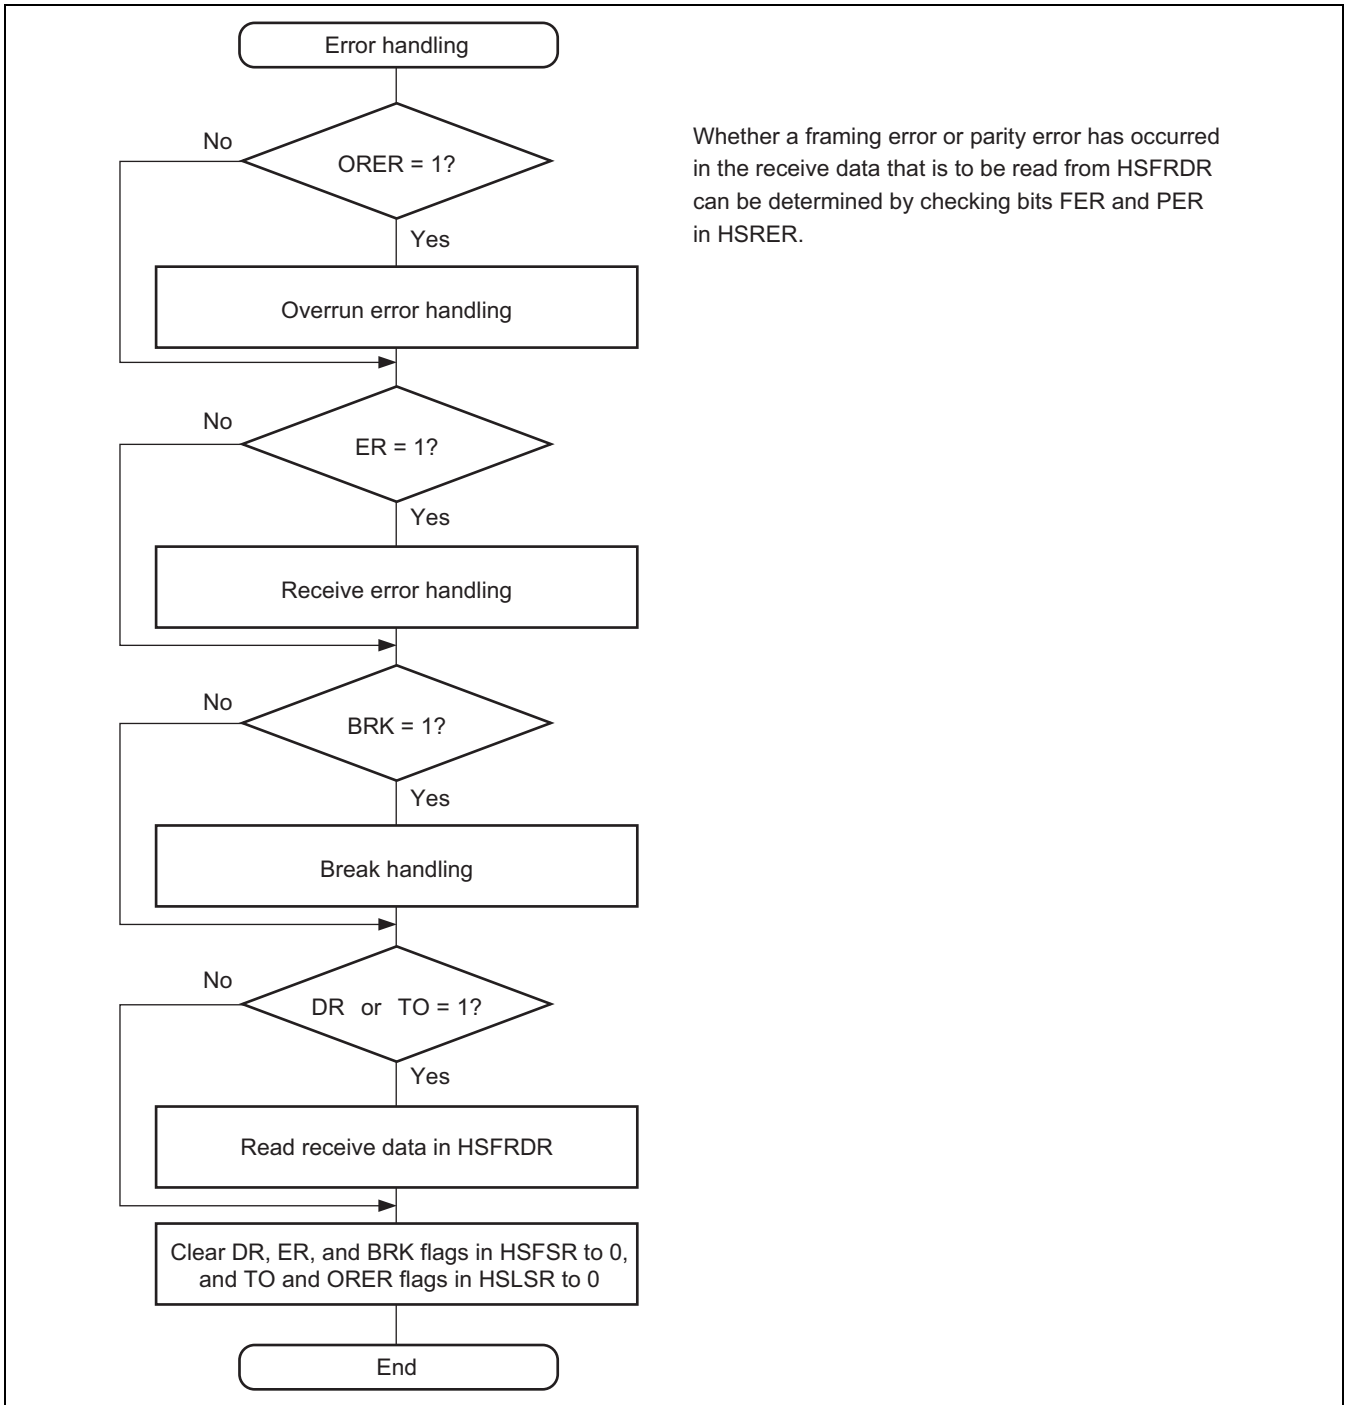 Error handling
No
ORER = 1?
Yes
Whether a framing error or parity error has occurred
in the receive data that is to be read from HSFRDR
can be determined by checking bits FER and PER
in HSRER.
Overrun error handling
No
ER = 1?
Yes
Receive error handling
No
BRK = 1?
Yes
Break handling
No
DR or TO = 1?
Yes
Read receive data in HSFRDR
Clear DR, ER, and BRK flags in HSFSR to 0,
and TO and ORER flags in HSLSR to 0
End